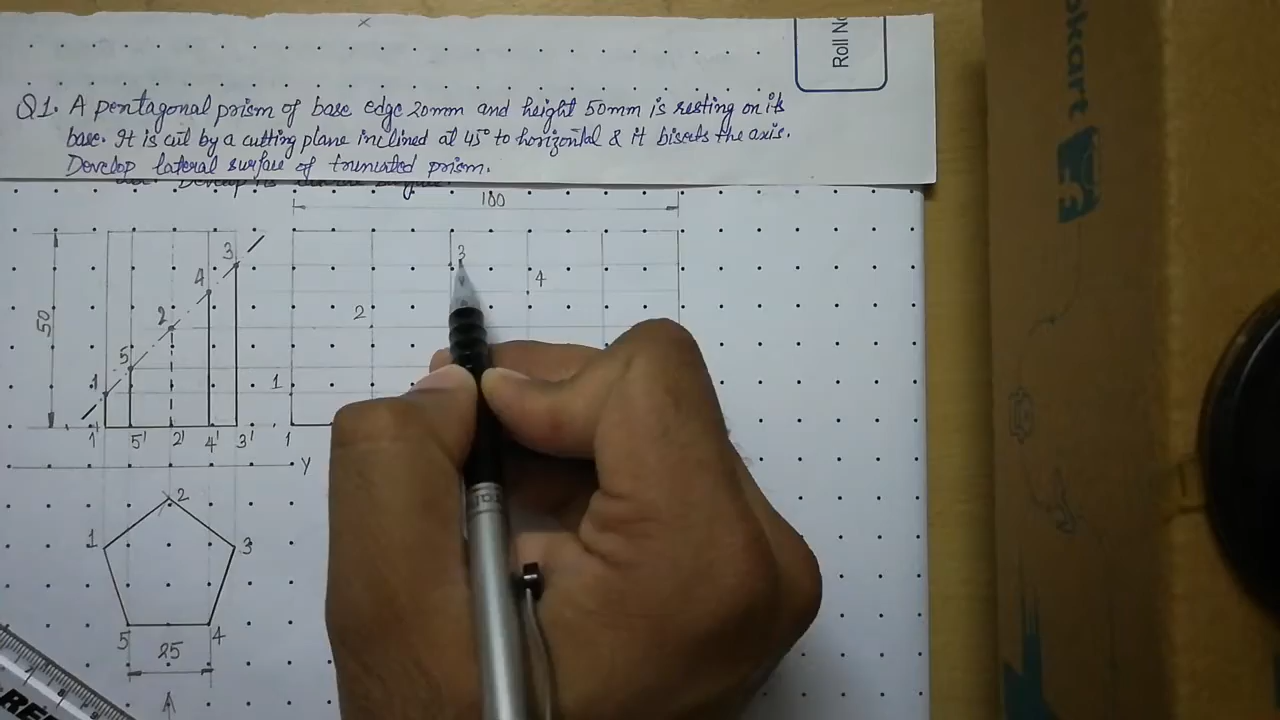 Roll No
Q1. A pentagonal prism of base edge 20mm and height 50mm is resting on its
base. It is cut by a cutting plane inclined at 45° to horizontal & it bisects the axis.
Develop lateral surface of truncated prism.
100
50
3
4
2
5
1
3
4
2
1
1' 5' 2' 4' 3'
1
Y
2
1
3
5
4
25
A
okart